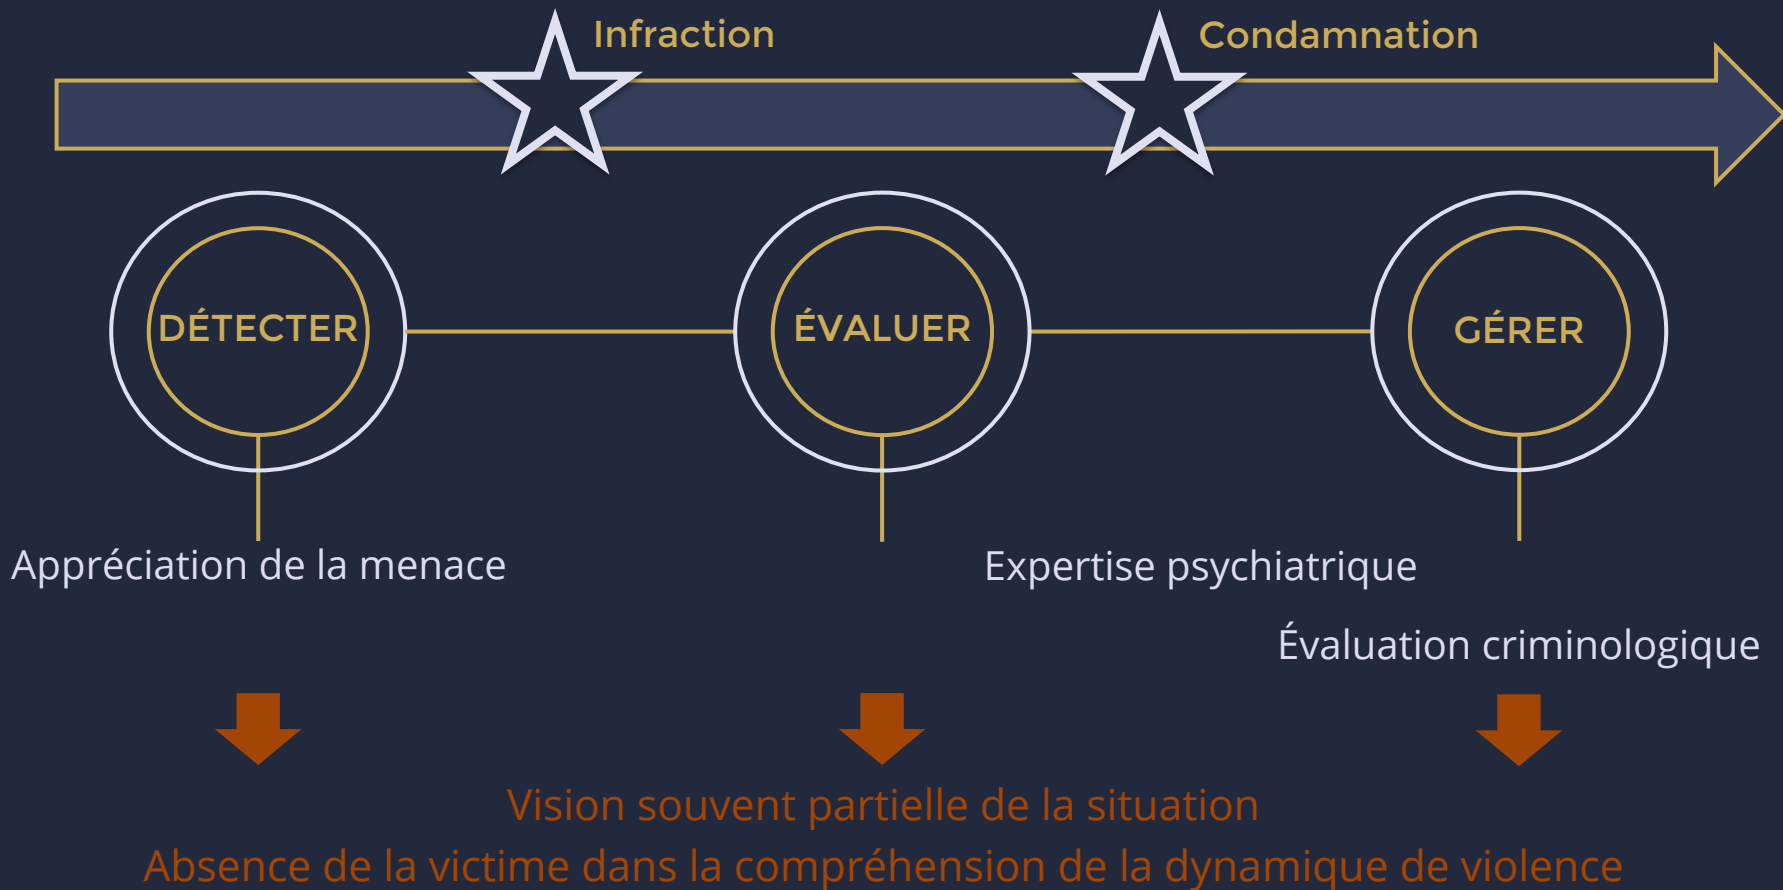 Infraction
Condamnation
DÉTECTER
ÉVALUER
GÉRER
Appréciation de la menace
Expertise psychiatrique
Évaluation criminologique
Vision souvent partielle de la situation
Absence de la victime dans la compréhension de la dynamique de violence